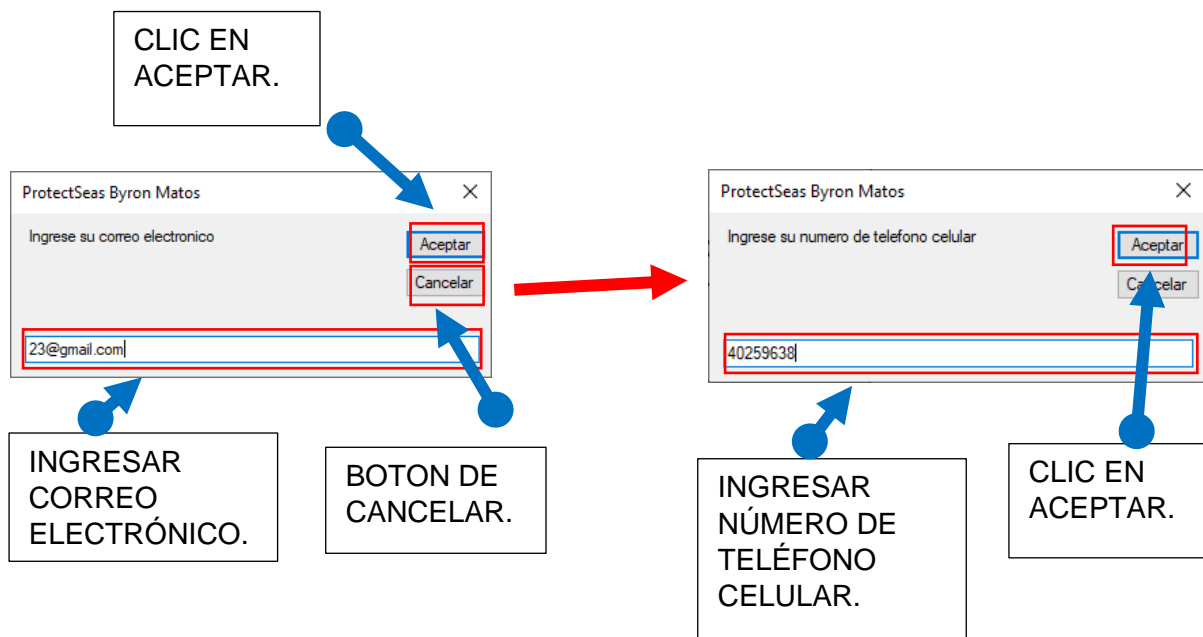 CLIC EN
ACEPTAR.
ProtectSeas Byron Matos
Ingrese su correo electronico
Aceptar
Cancelar
23@gmail.com
INGRESAR
CORREO
ELECTRÓNICO.
BOTON DE
CANCELAR.
ProtectSeas Byron Matos
Ingrese su numero de telefono celular
Aceptar
Cancelar
40259638
INGRESAR
NÚMERO DE
TELÉFONO
CELULAR.
CLIC EN
ACEPTAR.